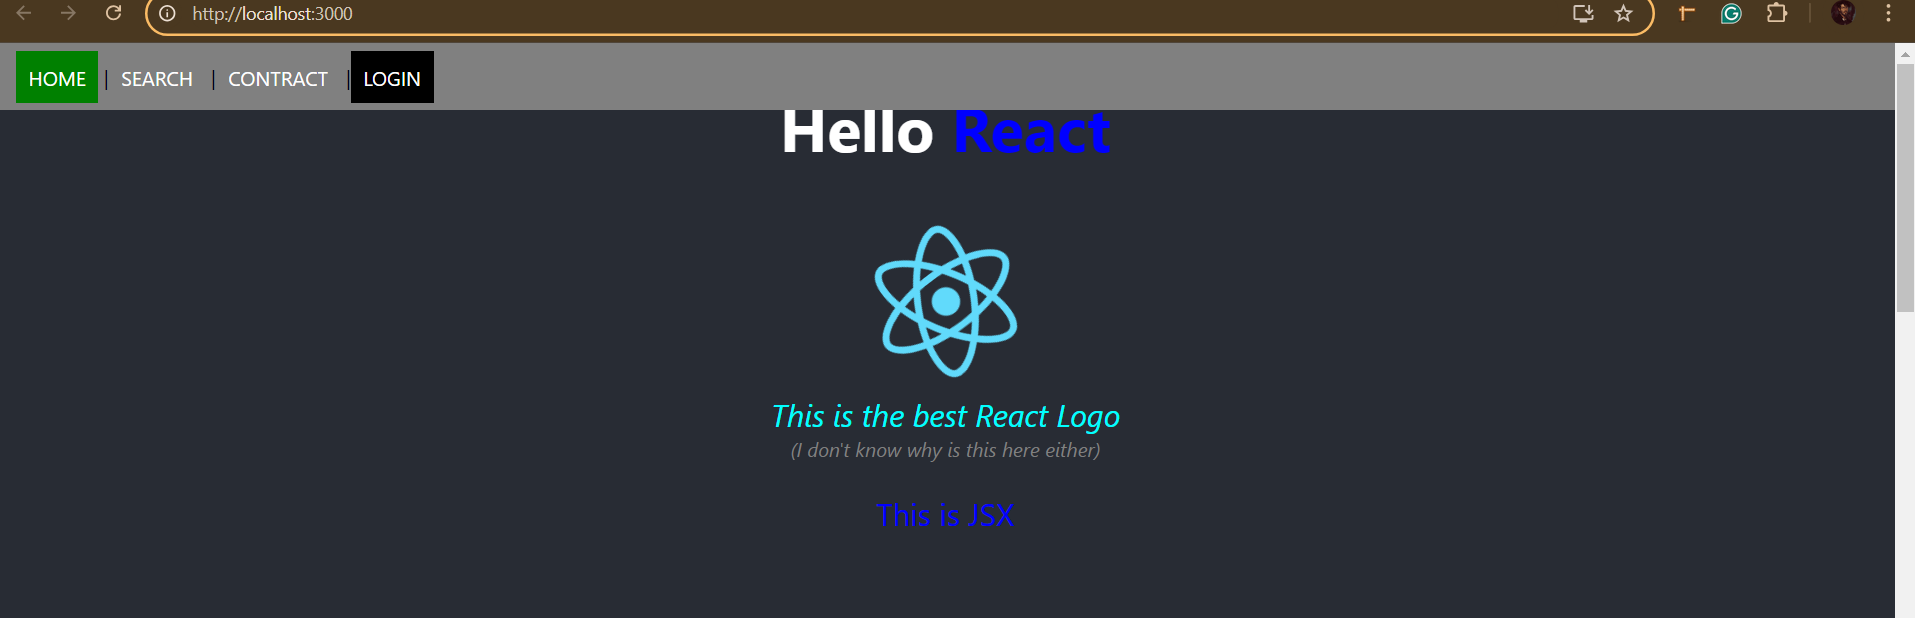 http://localhost:3000
HOME | SEARCH | CONTRACT | LOGIN
Hello React
This is the best React Logo
(I don't know why is this here either)
This is JSX